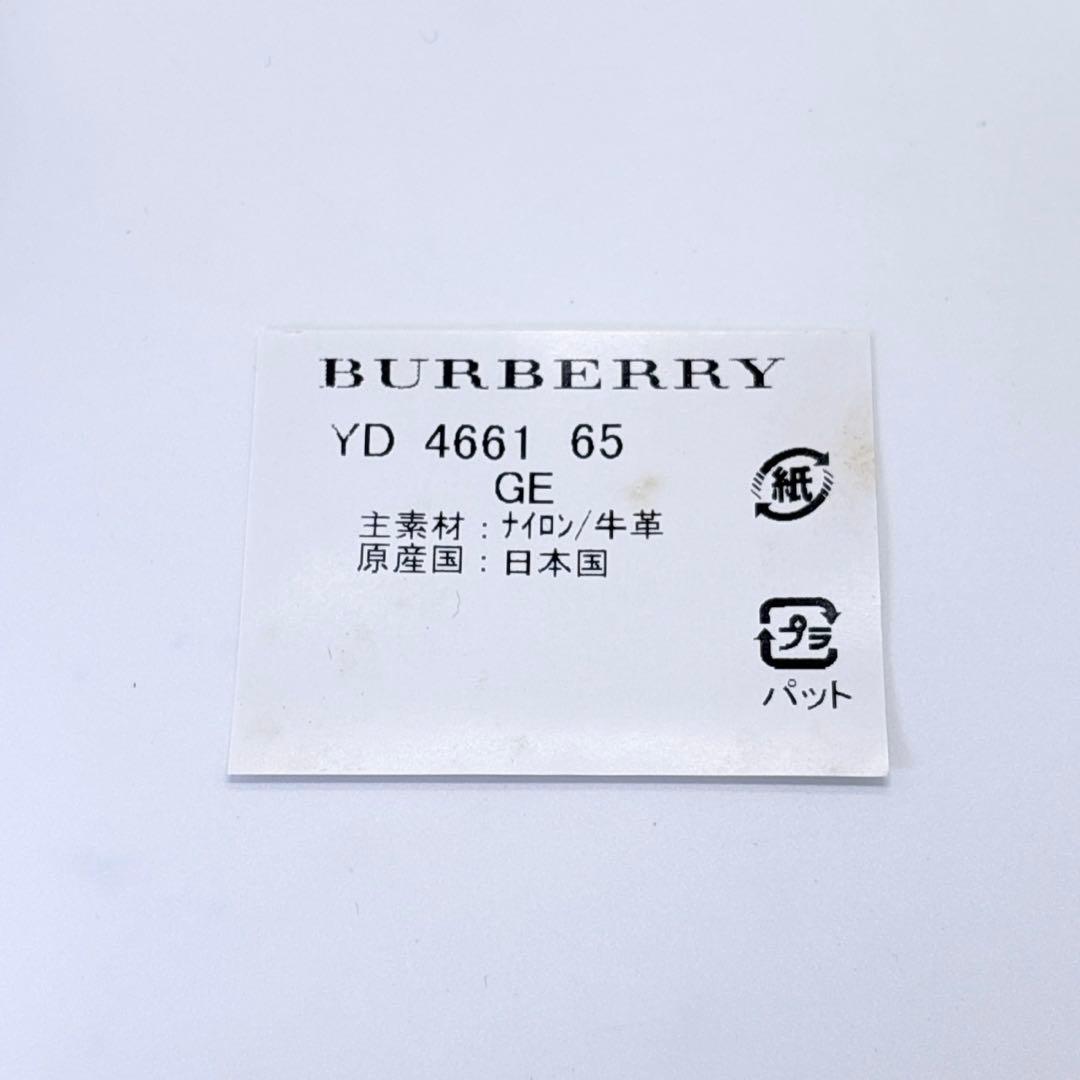 BURBERRY
YD 4661 65
GE
主素材：ﾅｲﾛﾝ/牛革
原産国：日本国
紙
プラ
パット